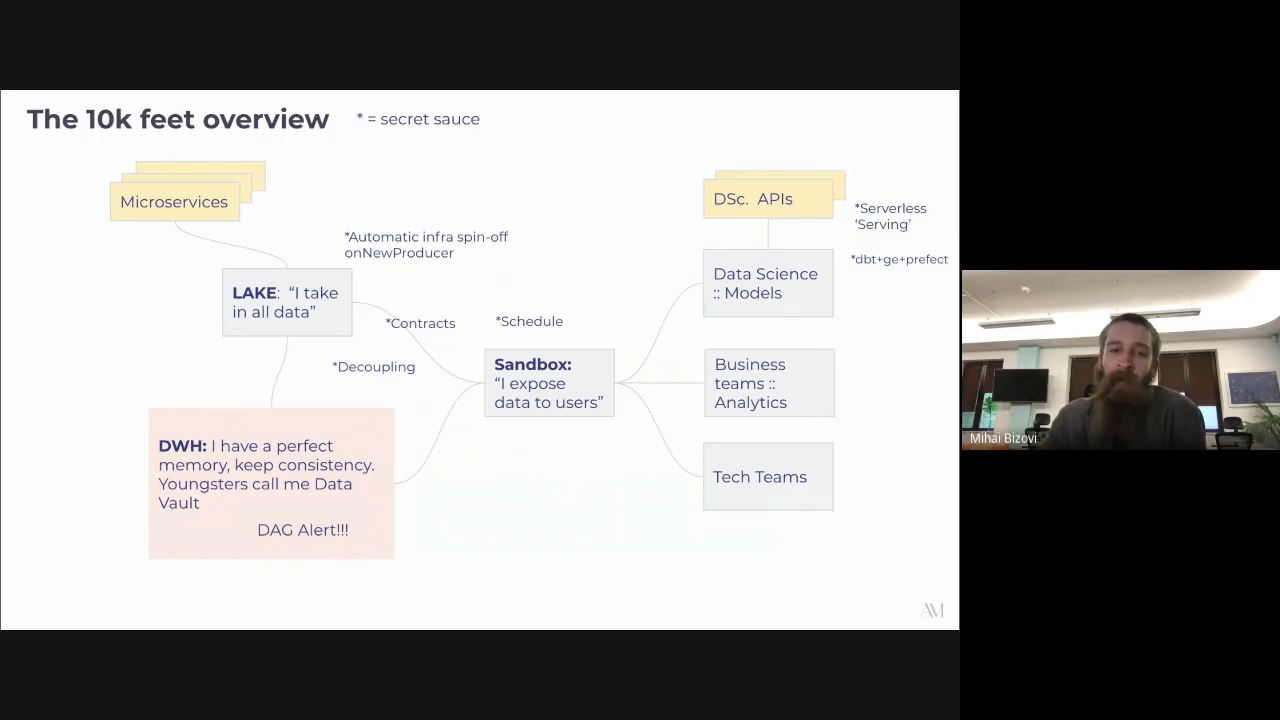 The 10k feet overview
* = secret sauce
Microservices
DSc. APIs
*Serverless
‘Serving’
*Automatic infra spin-off
onNewProducer
*dbt+ge+prefect
LAKE: “I take
in all data”
Data Science
:: Models
*Contracts
*Schedule
*Decoupling
Sandbox:
“I expose
data to users”
Business
teams ::
Analytics
DWH: I have a perfect
memory, keep consistency.
Youngsters call me Data
Vault
DAG Alert!!!
Tech Teams
AM
Mihai Bizovi